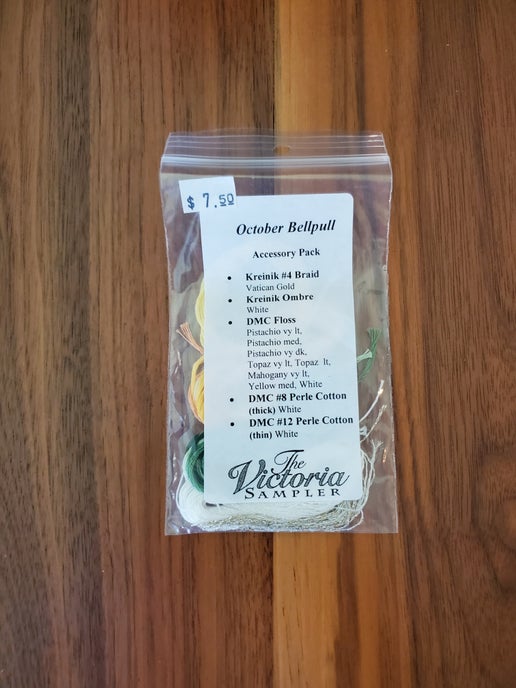 $ 7.50
October Bellpull
Accessory Pack
• Kreinik #4 Braid
Vatican Gold
• Kreinik Ombre
White
• DMC Floss
Pistachio vy lt,
Pistachio med,
Pistachio vy dk,
Topaz vy lt, Topaz lt,
Mahogany vy lt,
Yellow med, White
• DMC #8 Perle Cotton
(thick) White
• DMC #12 Perle Cotton
(thin) White
The
Victoria
SAMPLER